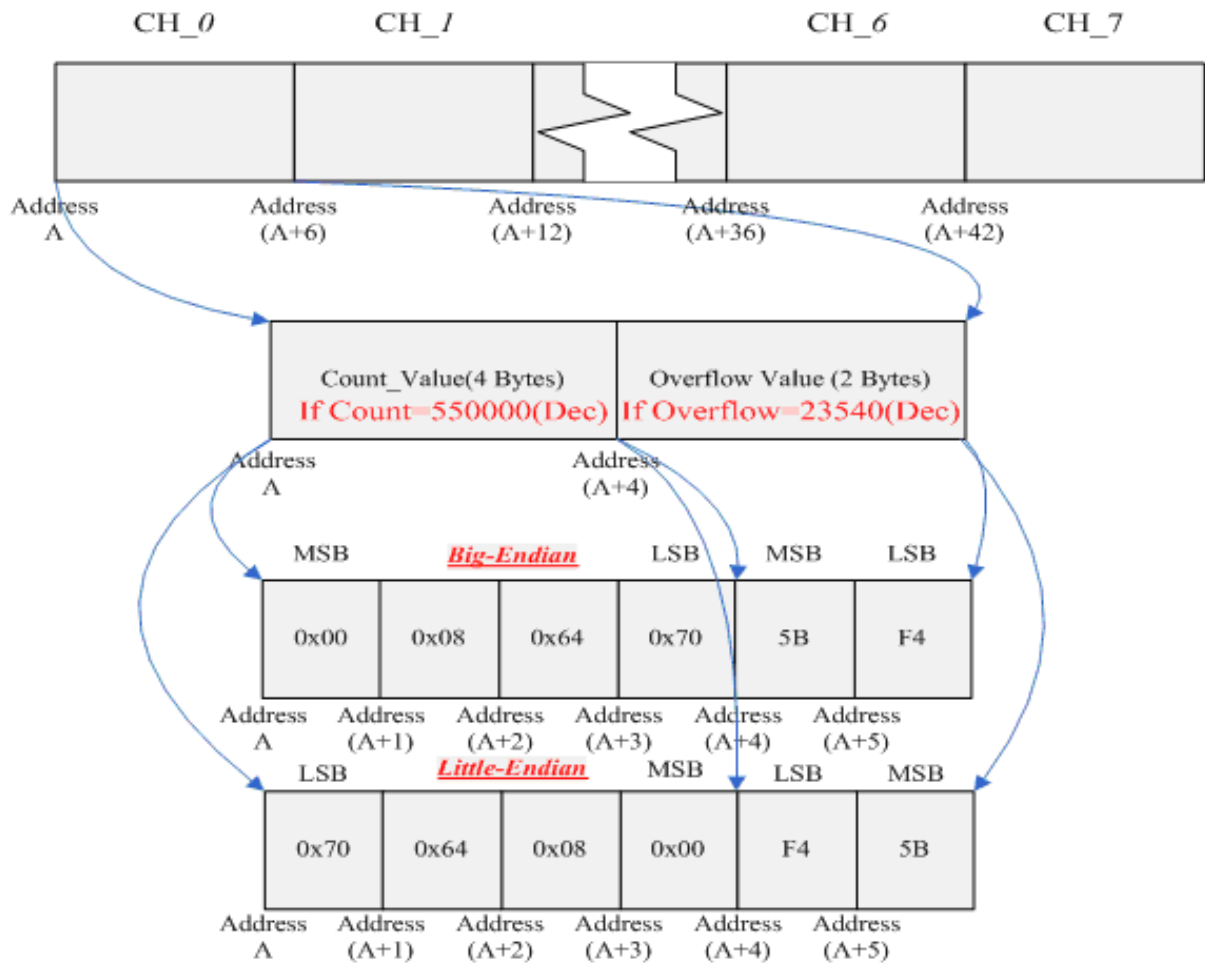 CH_0 CH_1 CH_6 CH_7
Address Address Address Address Address
A (A+6) (A+12) (A+36) (A+42)
Count_Value(4 Bytes) Overflow Value (2 Bytes)
If Count=550000(Dec) If Overflow=23540(Dec)
Address Address
A (A+4)
MSB Big-Endian LSB MSB LSB
0x00 0x08 0x64 0x70 5B F4
Address Address Address Address Address Address
A (A+1) (A+2) (A+3) (A+4) (A+5)
LSB Little-Endian MSB LSB MSB
0x70 0x64 0x08 0x00 F4 5B
Address Address Address Address Address Address
A (A+1) (A+2) (A+3) (A+4) (A+5)